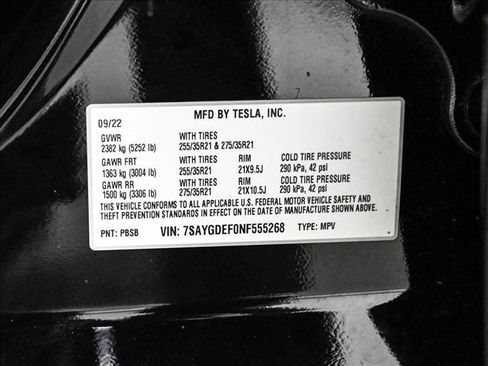 MFD BY TESLA, INC.
09/22
GVWR WITH TIRES
2382 kg (5252 lb) 255/35R21 & 275/35R21
GAWR FRT WITH TIRES RIM COLD TIRE PRESSURE
1363 kg (3004 lb) 255/35R21 21X9.5J 290 kPa, 42 psi
GAWR RR WITH TIRES RIM COLD TIRE PRESSURE
1500 kg (3306 lb) 275/35R21 21X10.5J 290 kPa, 42 psi
THIS VEHICLE CONFORMS TO ALL APPLICABLE U.S. FEDERAL MOTOR VEHICLE SAFETY AND
THEFT PREVENTION STANDARDS IN EFFECT ON THE DATE OF MANUFACTURE SHOWN ABOVE.
PNT: PBSB VIN: 7SAYGDEF0NF555268 TYPE: MPV